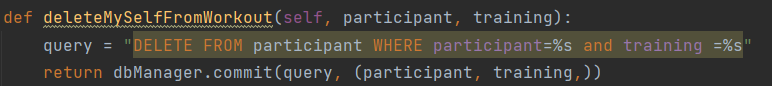 def deleteMySelfFromWorkout(self, participant, training):
query = "DELETE FROM participant WHERE participant=%s and training =%s"
return dbManager.commit(query, (participant, training,))